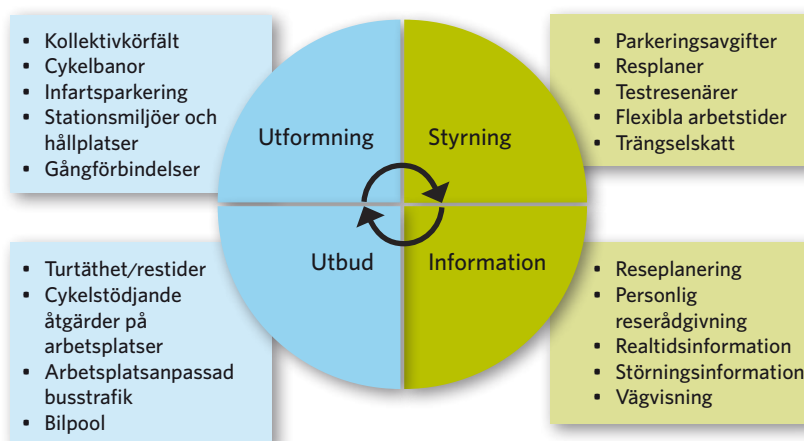 • Kollektivkörfält
• Cykelbanor
• Infartsparkering
• Stationsmiljöer och
hållplatser
• Gångförbindelser
Utformning
Styrning
• Parkeringsavgifter
• Resplaner
• Testresenärer
• Flexibla arbetstider
• Trängselskatt
• Turtäthet/restider
• Cykelstödjande
åtgärder på
arbetsplatser
• Arbetsplatsanpassad
busstrafik
• Bilpool
Utbud
Information
• Reseplanering
• Personlig
reserådgivning
• Realtidsinformation
• Störningsinformation
• Vägvisning